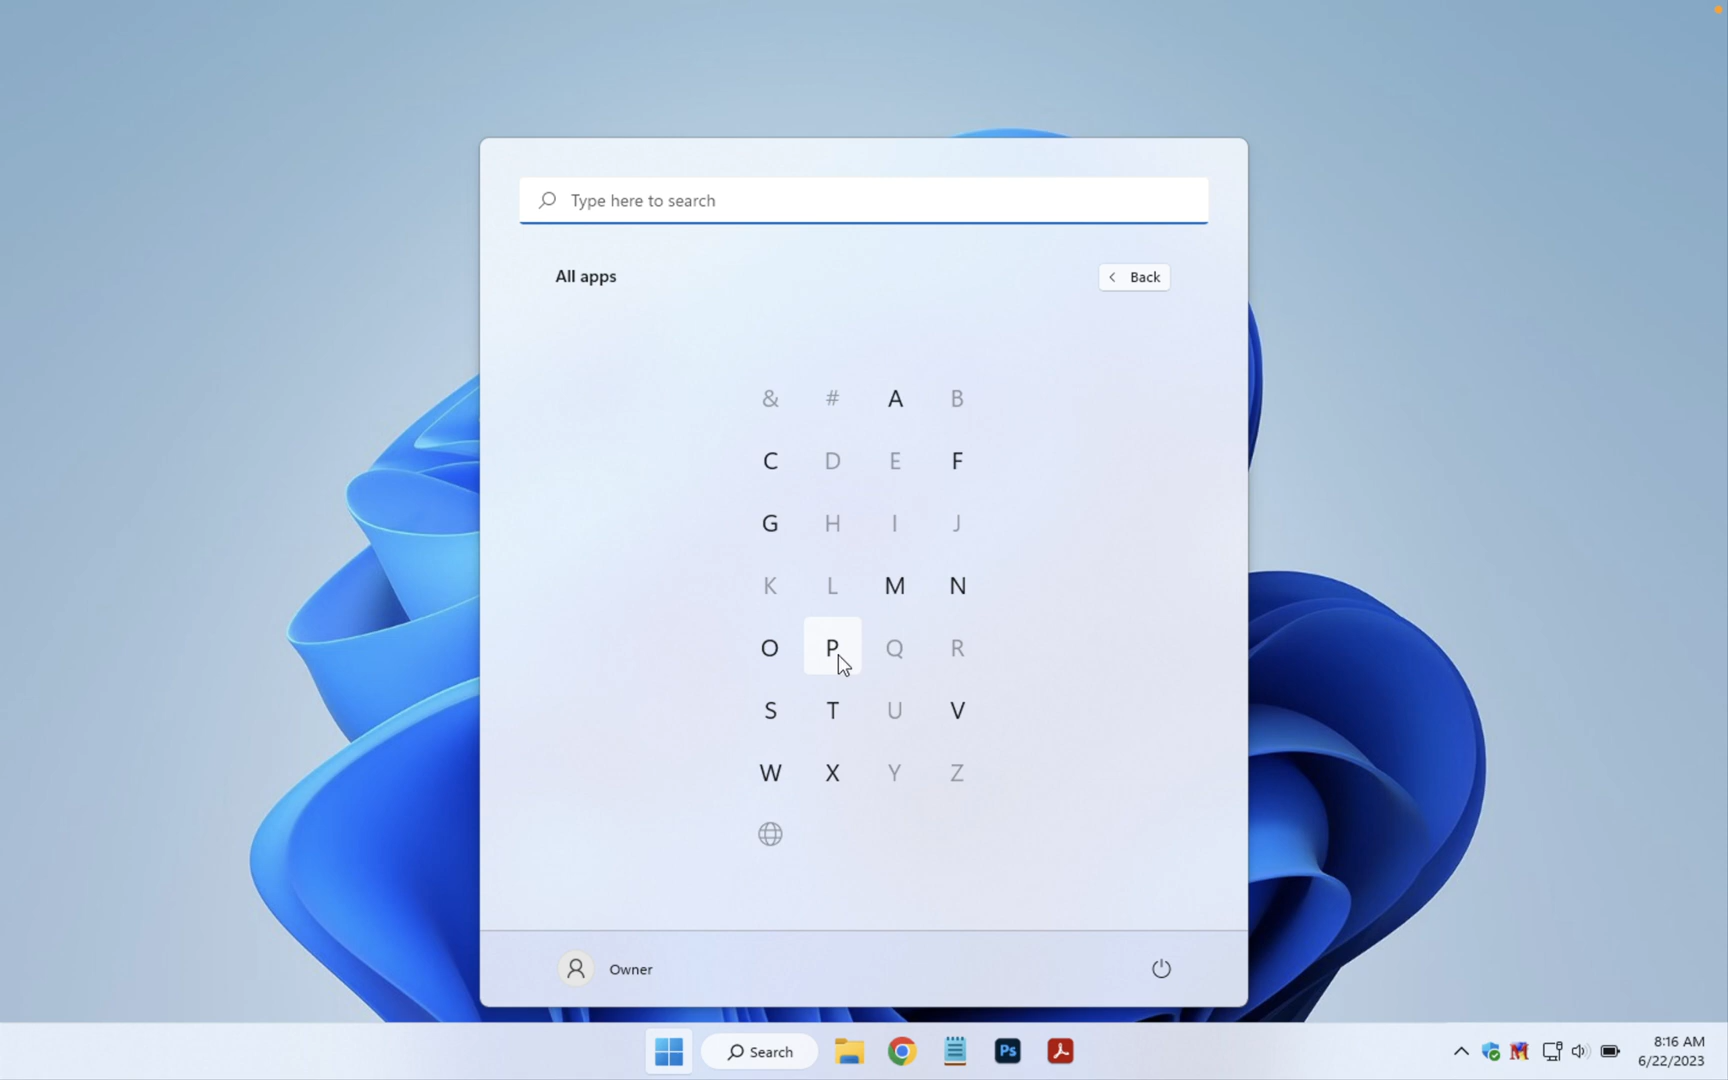 Type here to search
All apps
Back
& # A B
C D E F
G H I J
K L M N
O P Q R
S T U V
W X Y Z
Owner
Search
Ps
8:16 AM
6/22/2023